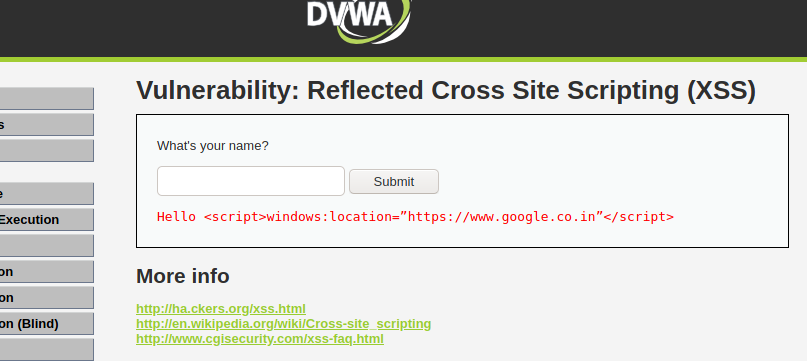 DVWA
Vulnerability: Reflected Cross Site Scripting (XSS)
What's your name?
Submit
Hello <script>windows:location=”https://www.google.co.in”</script>
More info
http://ha.ckers.org/xss.html
http://en.wikipedia.org/wiki/Cross-site_scripting
http://www.cgisecurity.com/xss-faq.html
s
e
Execution
on
on
on (Blind)